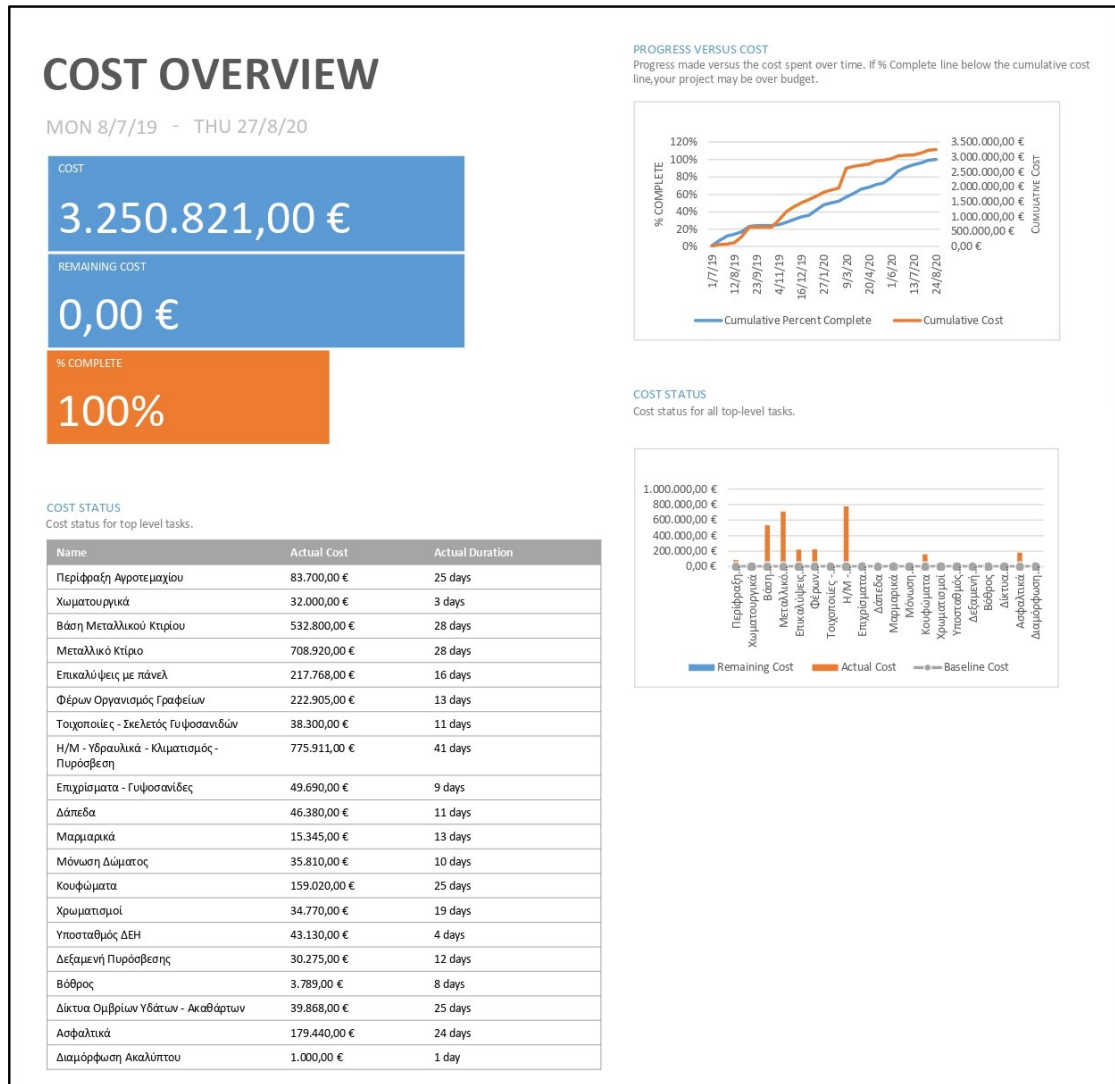 COST OVERVIEW
MON 8/7/19 - THU 27/8/20
COST
3.250.821,00 €
REMAINING COST
0,00 €
% COMPLETE
100%
COST STATUS
Cost status for top level tasks.
Name Actual Cost Actual Duration
Περίφραξη Αγροτεμαχίου 83.700,00 € 25 days
Χωματουργικά 32.000,00 € 3 days
Βάση Μεταλλικού Κτιρίου 532.800,00 € 28 days
Μεταλλικό Κτίριο 708.920,00 € 28 days
Επικαλύψεις με πάνελ 217.768,00 € 16 days
Φέρων Οργανισμός Γραφείων 222.905,00 € 13 days
Τοιχοποιίες - Σκελετός Γυψοσανιδών 38.300,00 € 11 days
Η/Μ - Υδραυλικά - Κλιματισμός - 775.911,00 € 41 days
Πυρόσβεση
Επιχρίσματα - Γυψοσανίδες 49.690,00 € 9 days
Δάπεδα 46.380,00 € 11 days
Μαρμαρικά 15.345,00 € 13 days
Μόνωση Δώματος 35.810,00 € 10 days
Κουφώματα 159.020,00 € 25 days
Χρωματισμοί 34.770,00 € 19 days
Υποσταθμός ΔΕΗ 43.130,00 € 4 days
Δεξαμενή Πυρόσβεσης 30.275,00 € 12 days
Βόθρος 3.789,00 € 8 days
Δίκτυα Ομβρίων Υδάτων - Ακαθάρτων 39.868,00 € 25 days
Ασφαλτικά 179.440,00 € 24 days
Διαμόρφωση Ακαλύπτου 1.000,00 € 1 day
PROGRESS VERSUS COST
Progress made versus the cost spent over time. If % Complete line below the cumulative cost
line,your project may be over budget.
% COMPLETE
120%
100%
80%
60%
40%
20%
0%
3.500.000,00 €
3.000.000,00 €
2.500.000,00 €
2.000.000,00 €
1.500.000,00 €
1.000.000,00 €
500.000,00 €
0,00 €
CUMULATIVE COST
1/7/19
12/8/19
23/9/19
4/11/19
16/12/19
27/1/20
9/3/20
20/4/20
1/6/20
13/7/20
24/8/20
Cumulative Percent Complete Cumulative Cost
COST STATUS
Cost status for all top-level tasks.
1.000.000,00 €
800.000,00 €
600.000,00 €
400.000,00 €
200.000,00 €
0,00 €
Περίφραξη…
Χωματουργικά
Βάση…
Μεταλλικό…
Επικαλύψεις…
Φέρων…
Τοιχοποιίες -…
Η/Μ -…
Επιχρίσματα…
Δάπεδα
Μαρμαρικά
Μόνωση…
Κουφώματα
Χρωματισμοί
Υποσταθμός…
Δεξαμενή…
Βόθρος
Δίκτυα…
Ασφαλτικά
Διαμόρφωση…
Remaining Cost Actual Cost Baseline Cost